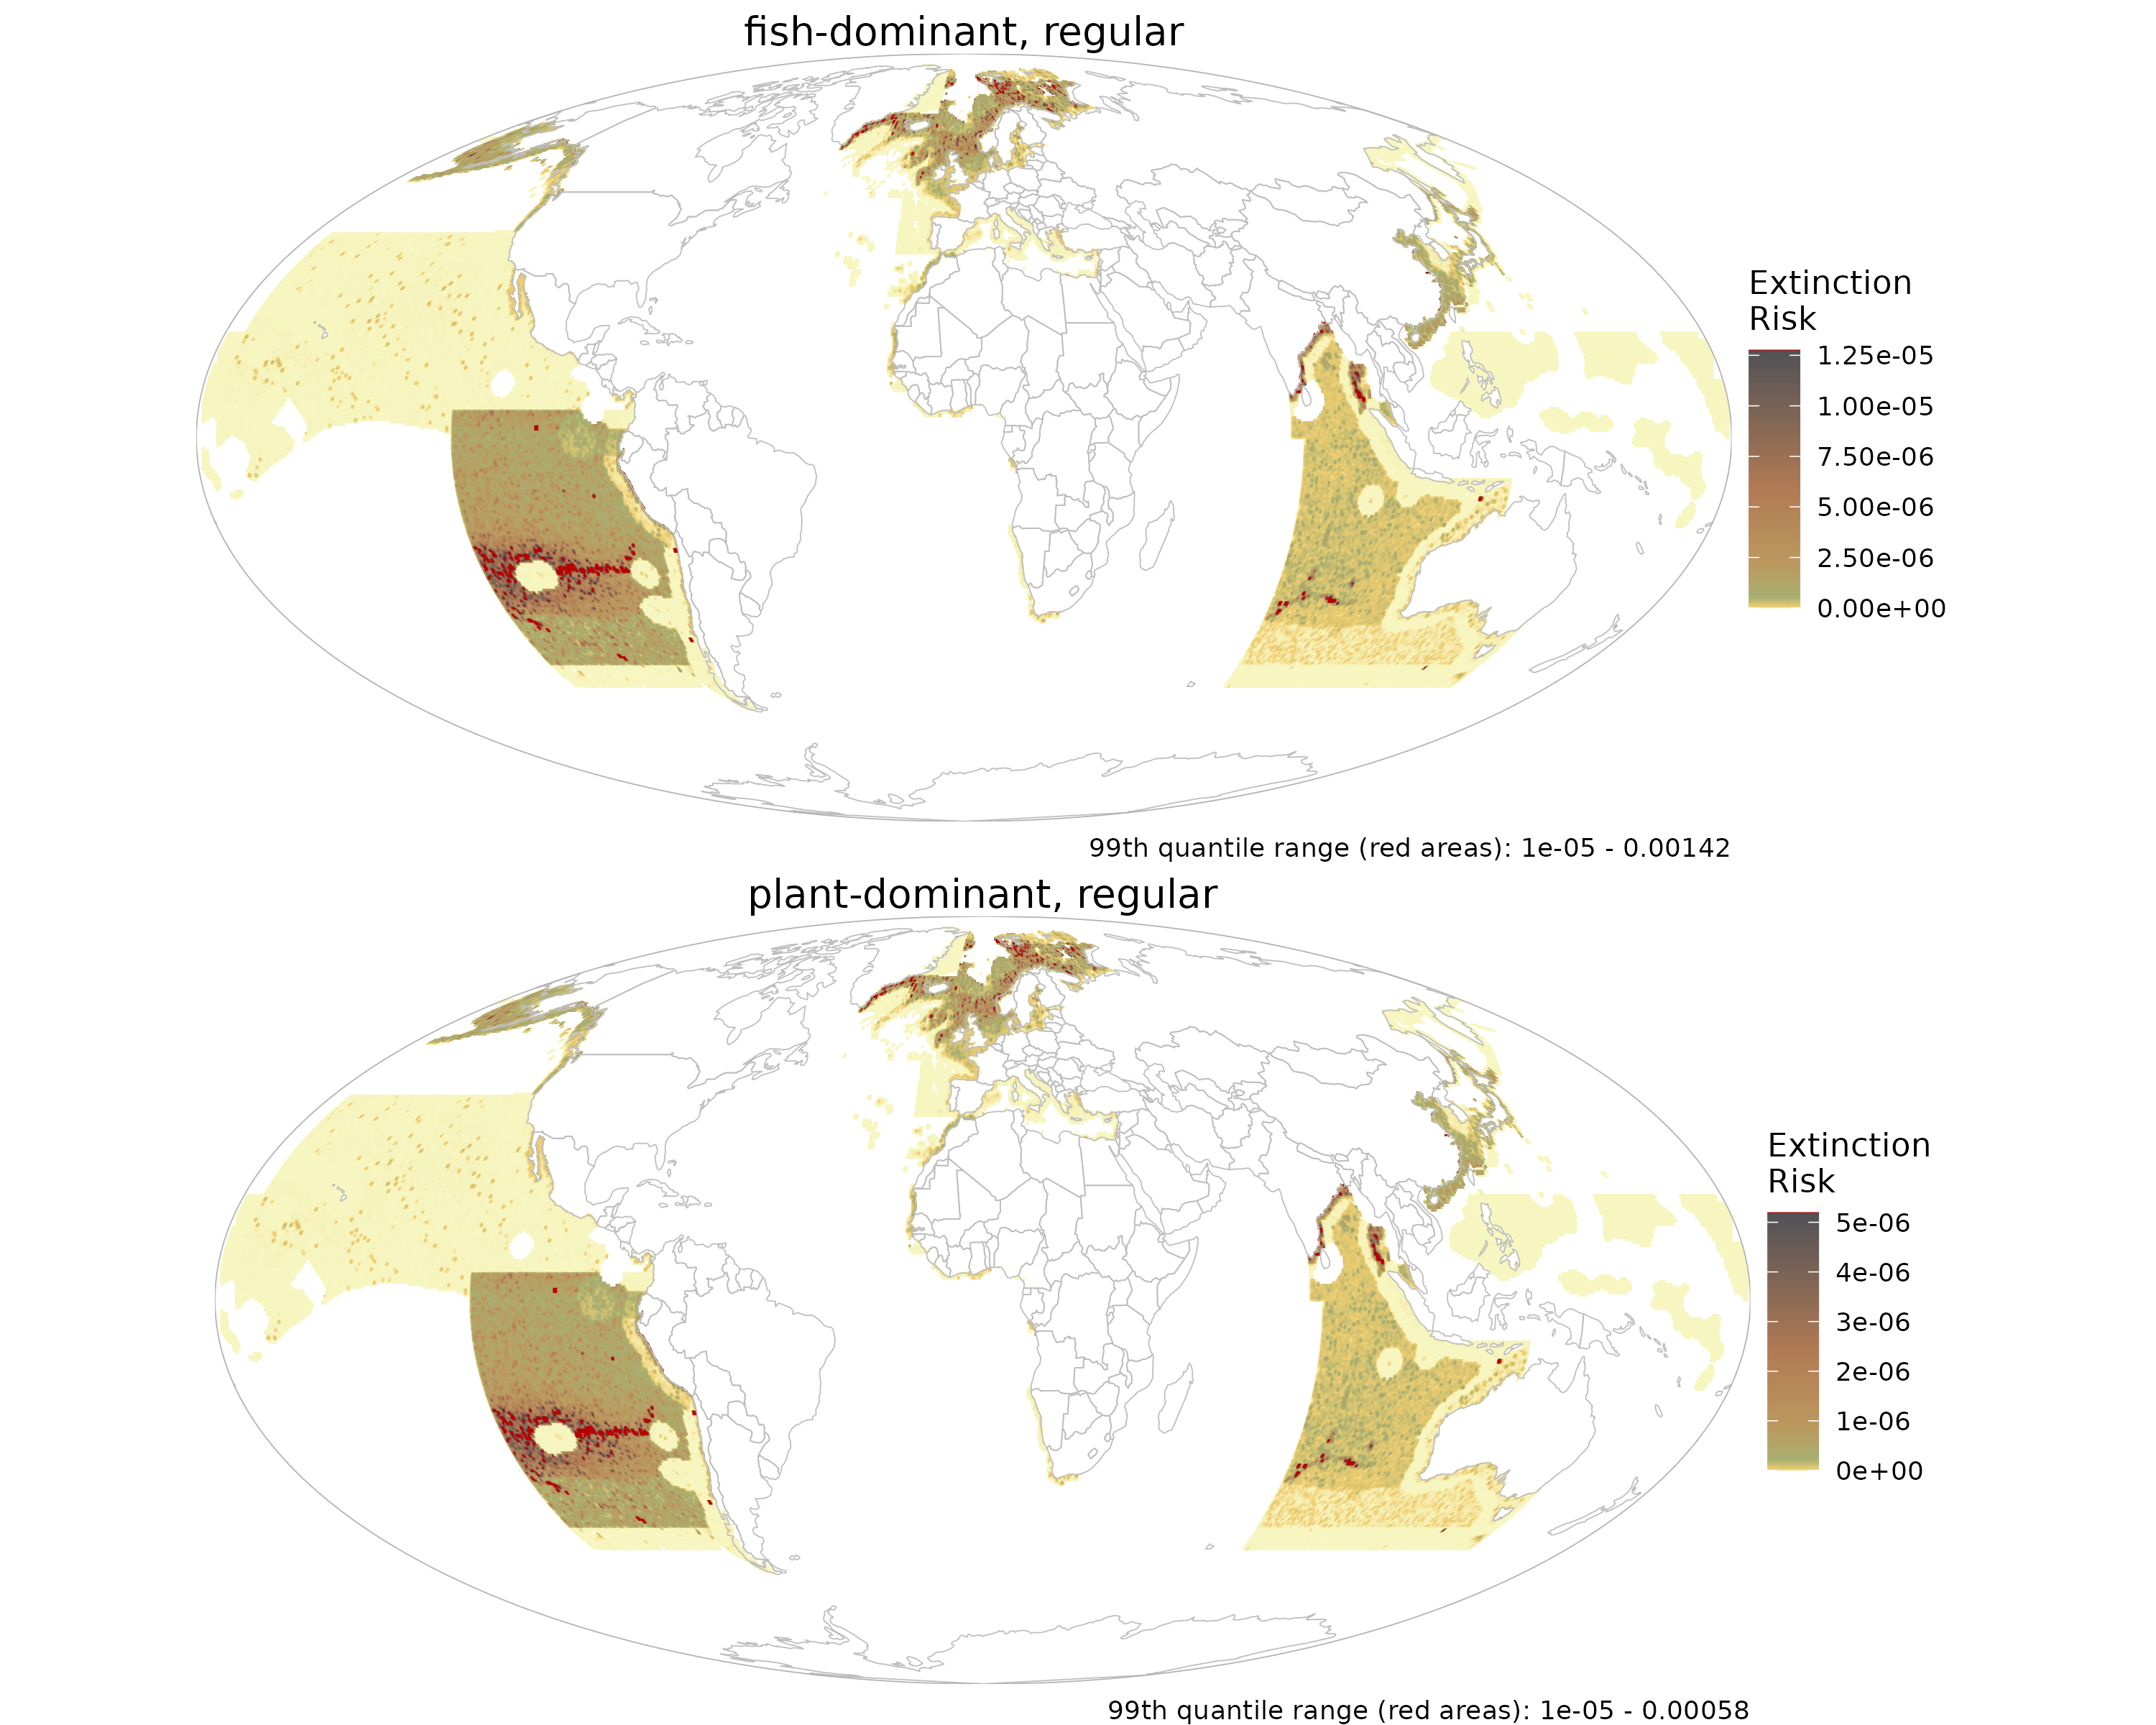 fish-dominant, regular
Extinction
Risk
1.25e-05
1.00e-05
7.50e-06
5.00e-06
2.50e-06
0.00e+00
99th quantile range (red areas): 1e-05 - 0.00142
plant-dominant, regular
Extinction
Risk
5e-06
4e-06
3e-06
2e-06
1e-06
0e+00
99th quantile range (red areas): 1e-05 - 0.00058